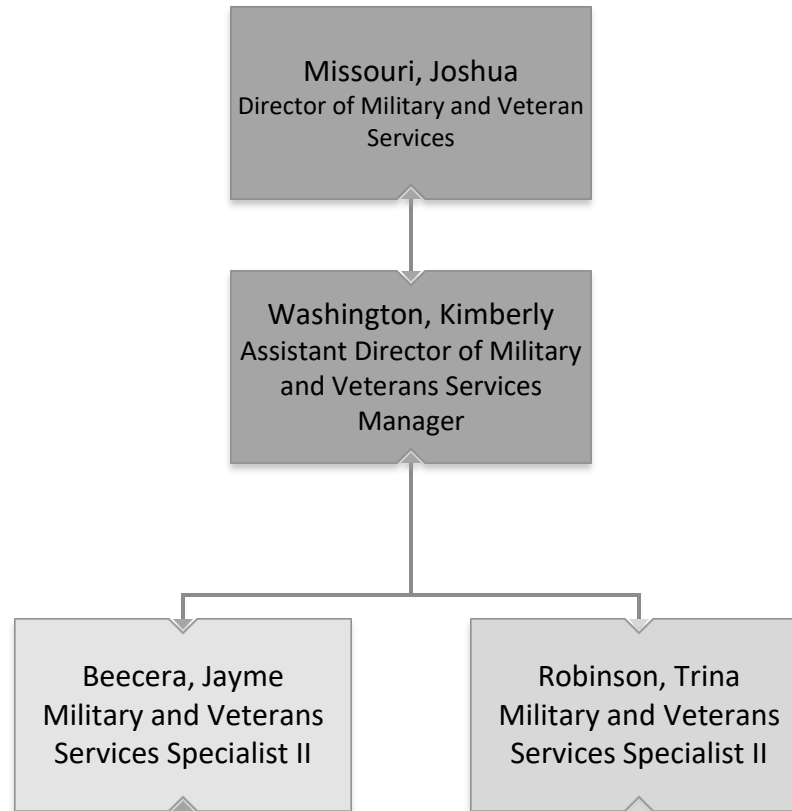 Missouri, Joshua
Director of Military and Veteran
Services
Washington, Kimberly
Assistant Director of Military
and Veterans Services
Manager
Beecera, Jayme
Military and Veterans
Services Specialist II
Robinson, Trina
Military and Veterans
Services Specialist II